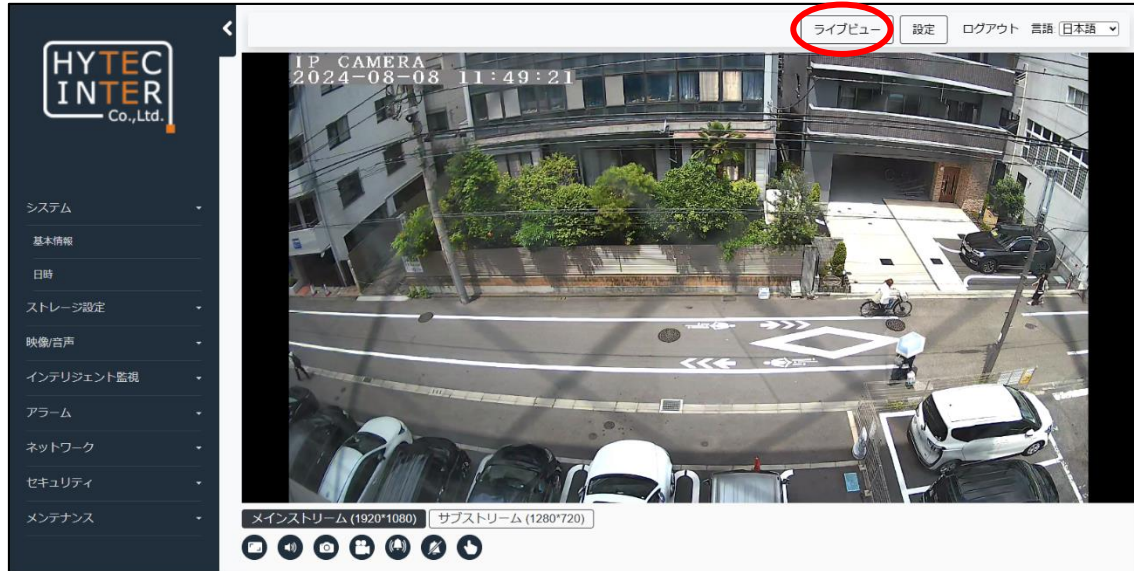 HYTEC
INTER
Co.,Ltd.
ライブビュー
設定
ログアウト
言語
日本語
IP CAMERA
2024-08-08 11:49:21
システム
基本情報
日時
ストレージ設定
映像/音声
インテリジェント監視
アラーム
ネットワーク
セキュリティ
メンテナンス
メインストリーム (1920*1080)
サブストリーム (1280*720)